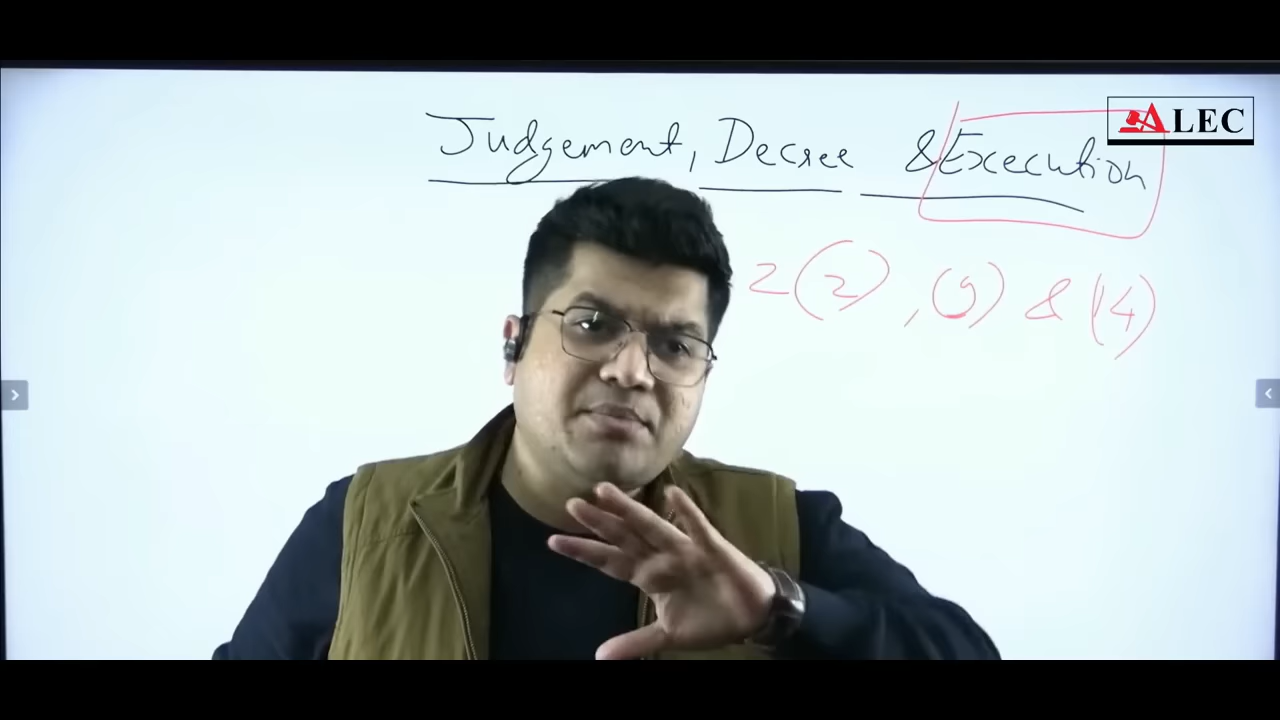 ALEC
Judgement, Decree & Execution
2(2), (9) & (14)